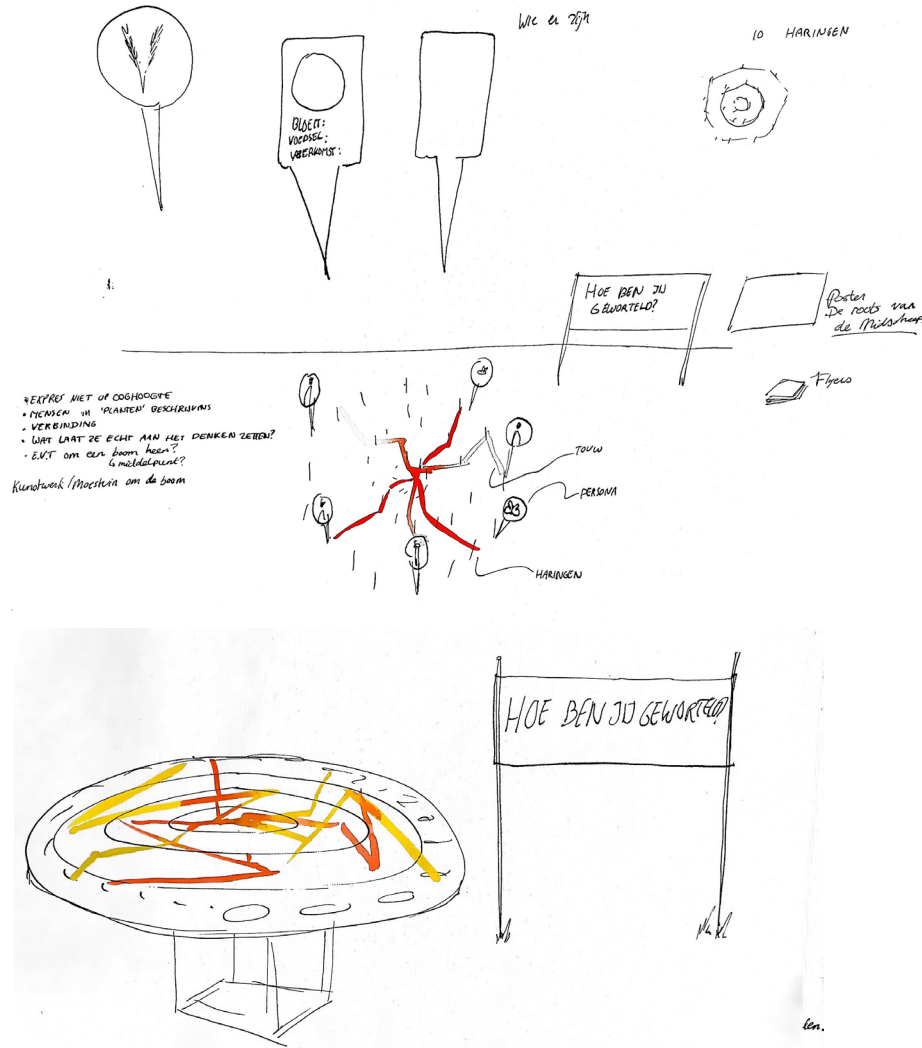 Wie er zijn
10 HARINGEN
BLOEIT:
VOEDSEL:
HOE BEN JIJ
GEWORTELD?
Poster
De roots van
de
Flyers
EXPRES NIET OP OOGHOOGTE
• MENSEN IN 'PLANTEN' BESCHRIJVING
• VERBINDING
• WAT LAAT ZE ECHT AAN HET DENKEN ZETTEN?
- E.V.T om een boom heen?
middelpunt?
Kunstwerk/Moestuin om de boom
TOUW
PERSONA
HARINGEN
HOE BEN JIJ GEWORTELD?